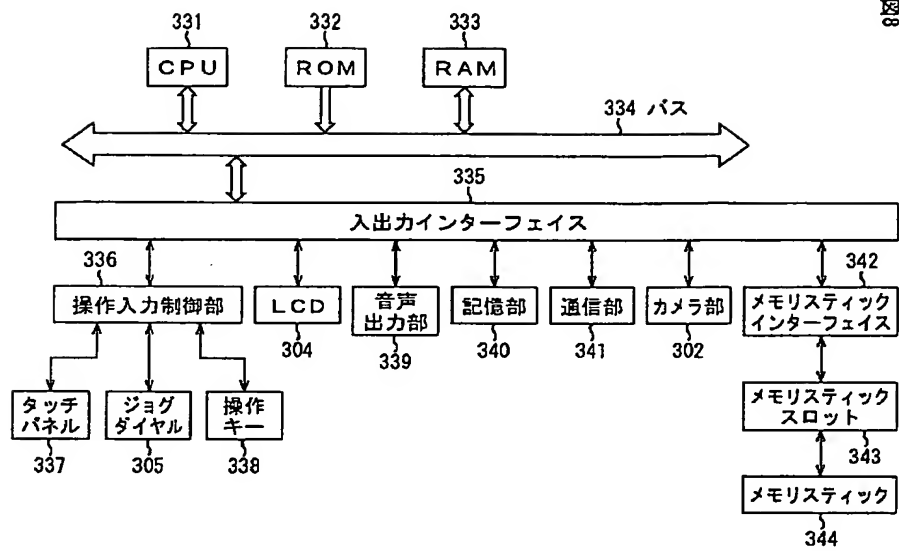 図8
331
332
333
CPU
ROM
RAM
334 バス
335
入出力インターフェイス
336
342
操作入力制御部
LCD
音声
出力部
記憶部
通信部
カメラ部
メモリスティック
インターフェイス
304
339
340
341
302
タッチ
パネル
ジョグ
ダイヤル
操作
キー
メモリスティック
スロット
337
305
338
343
メモリスティック
344